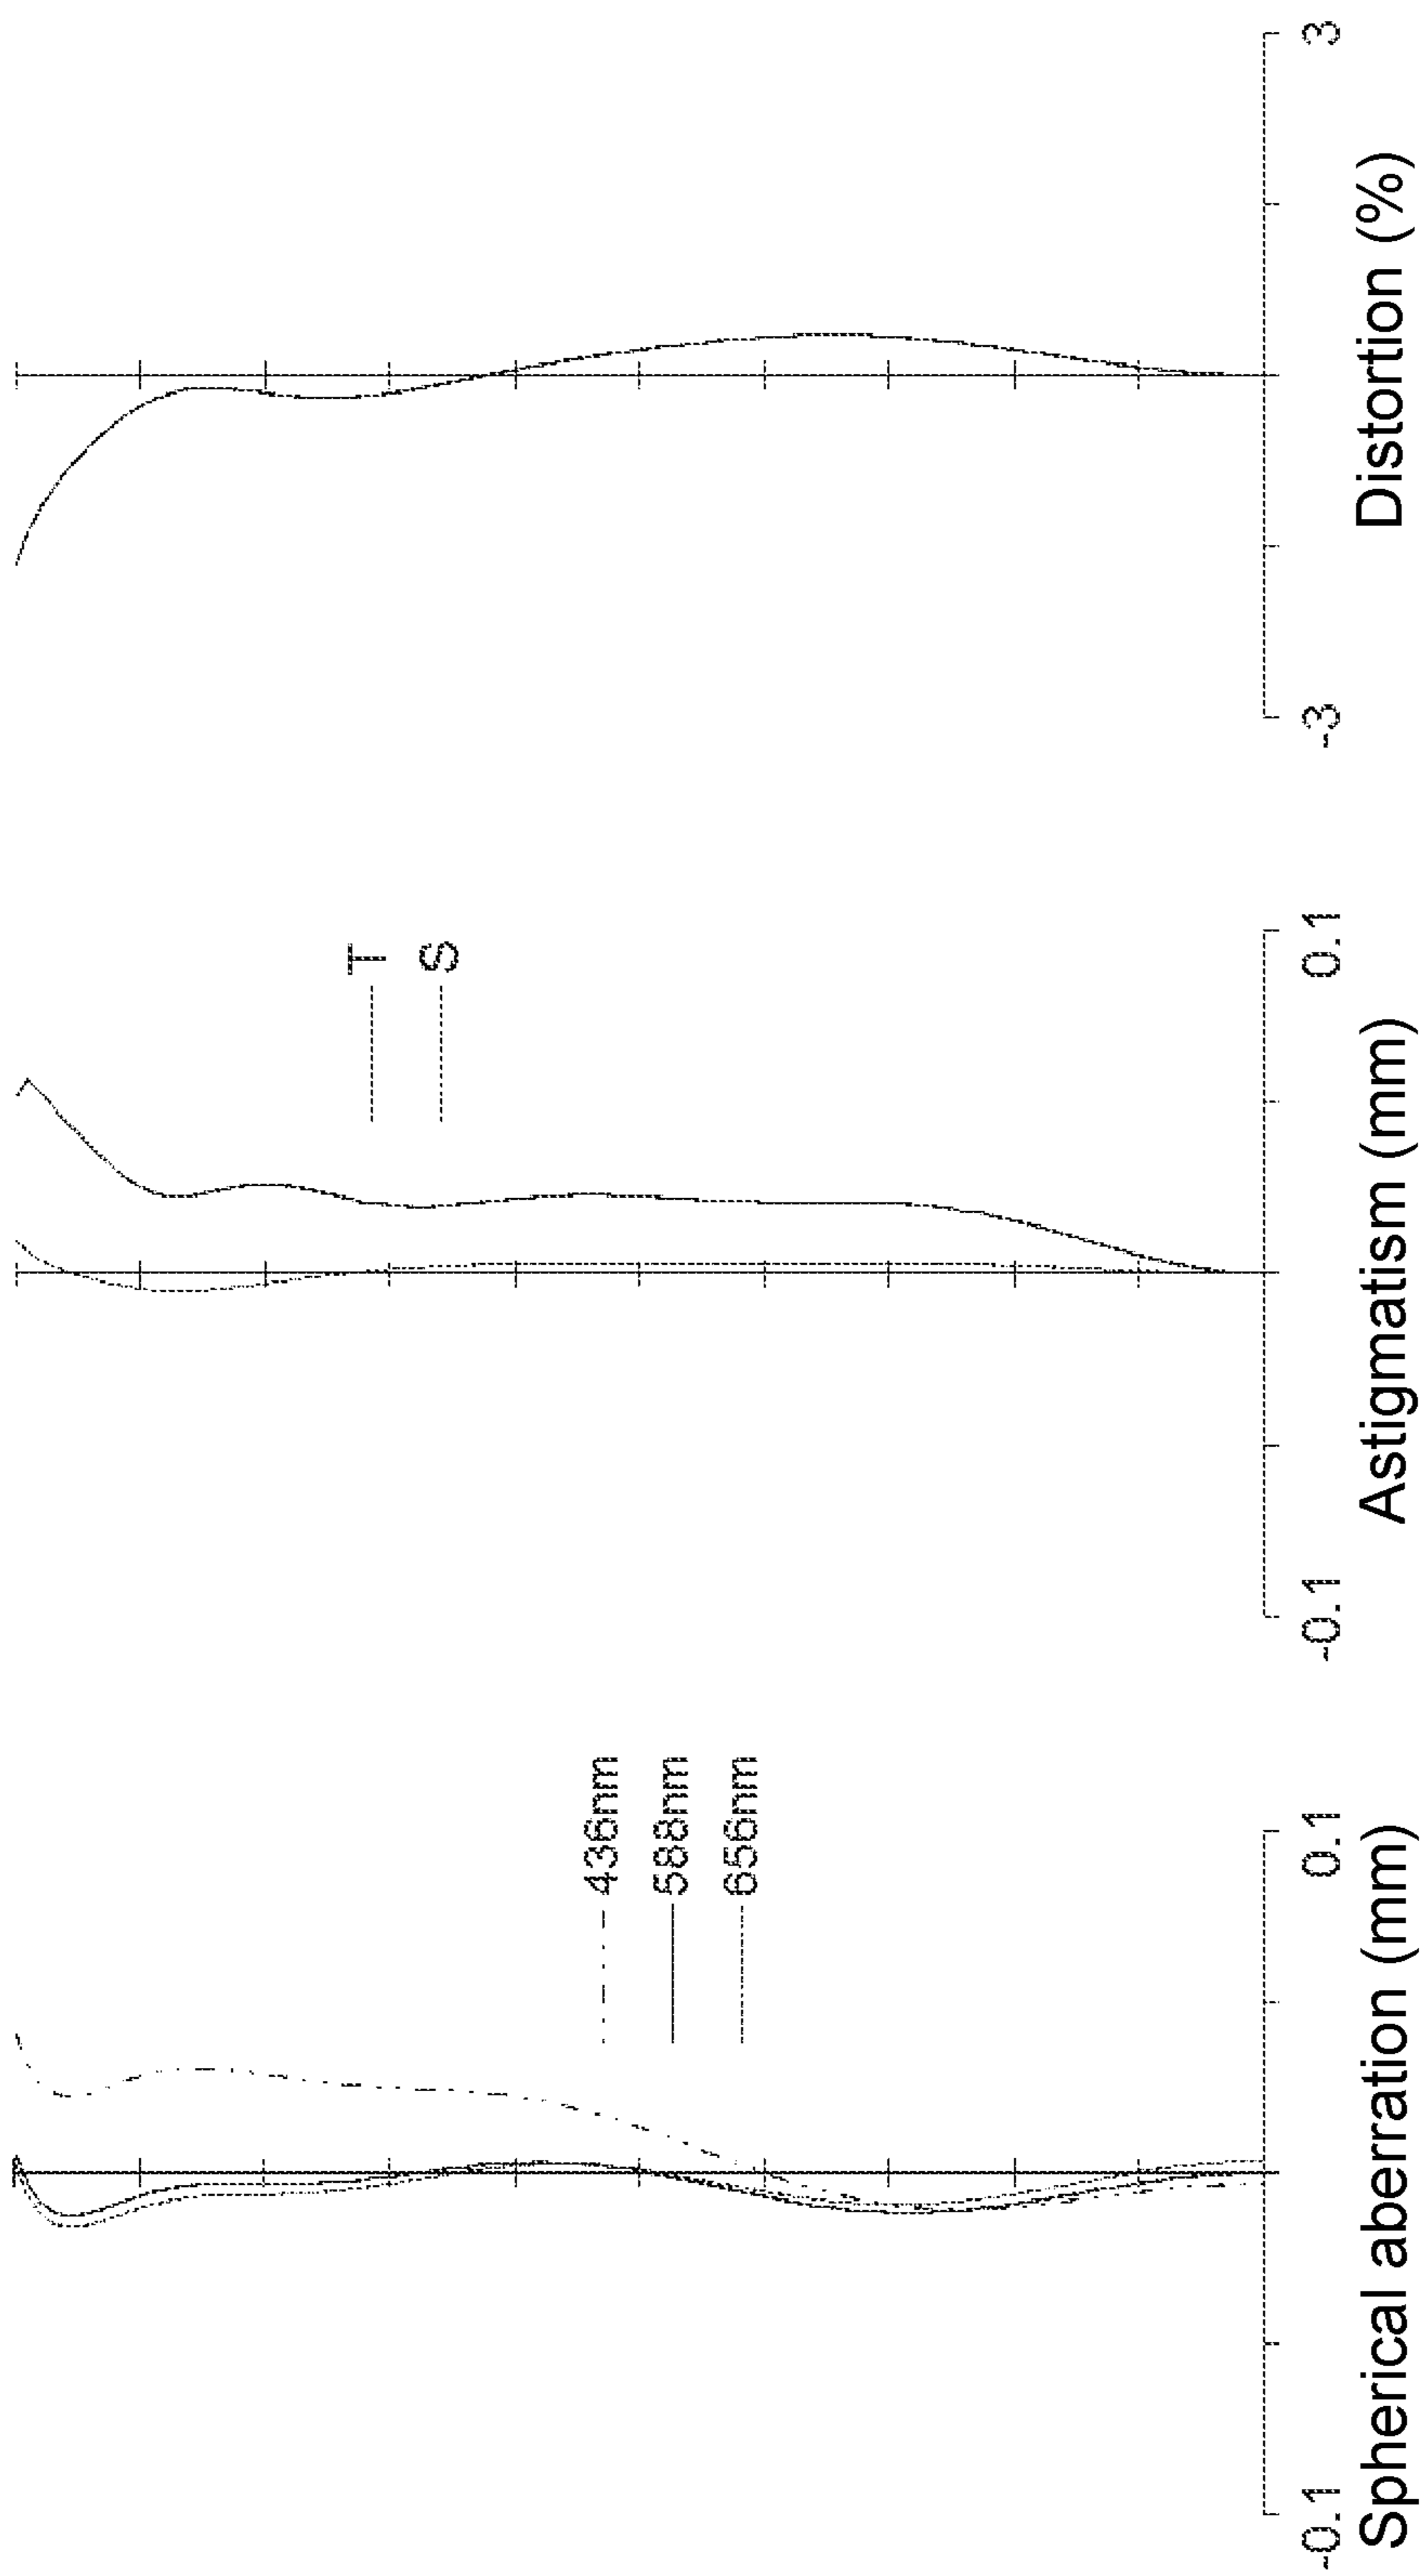 436nm
588nm
656nm
-0.1
0.1
Spherical aberration (mm)
T
S
-0.1
0.1
Astigmatism (mm)
-3
3
Distortion (%)